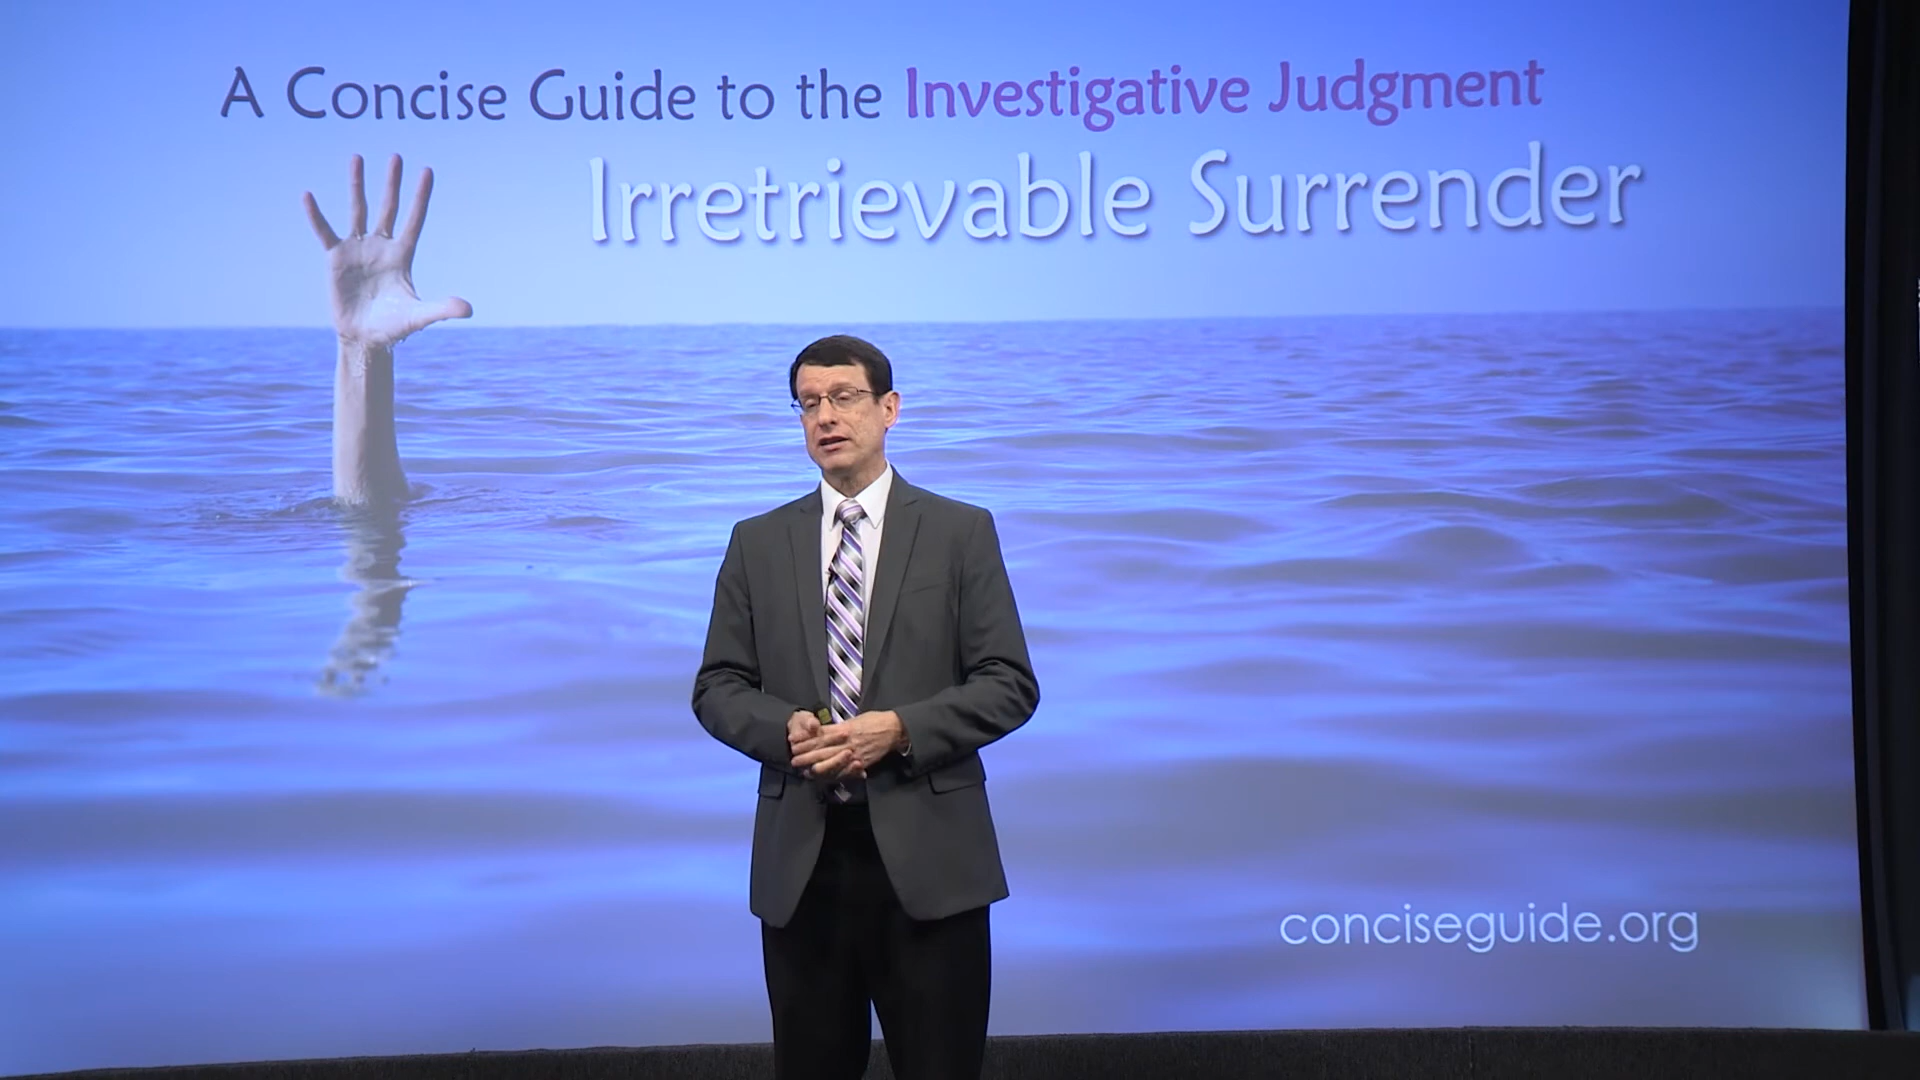 A Concise Guide to the Investigative Judgment
Irretrievable Surrender
conciseguide.org